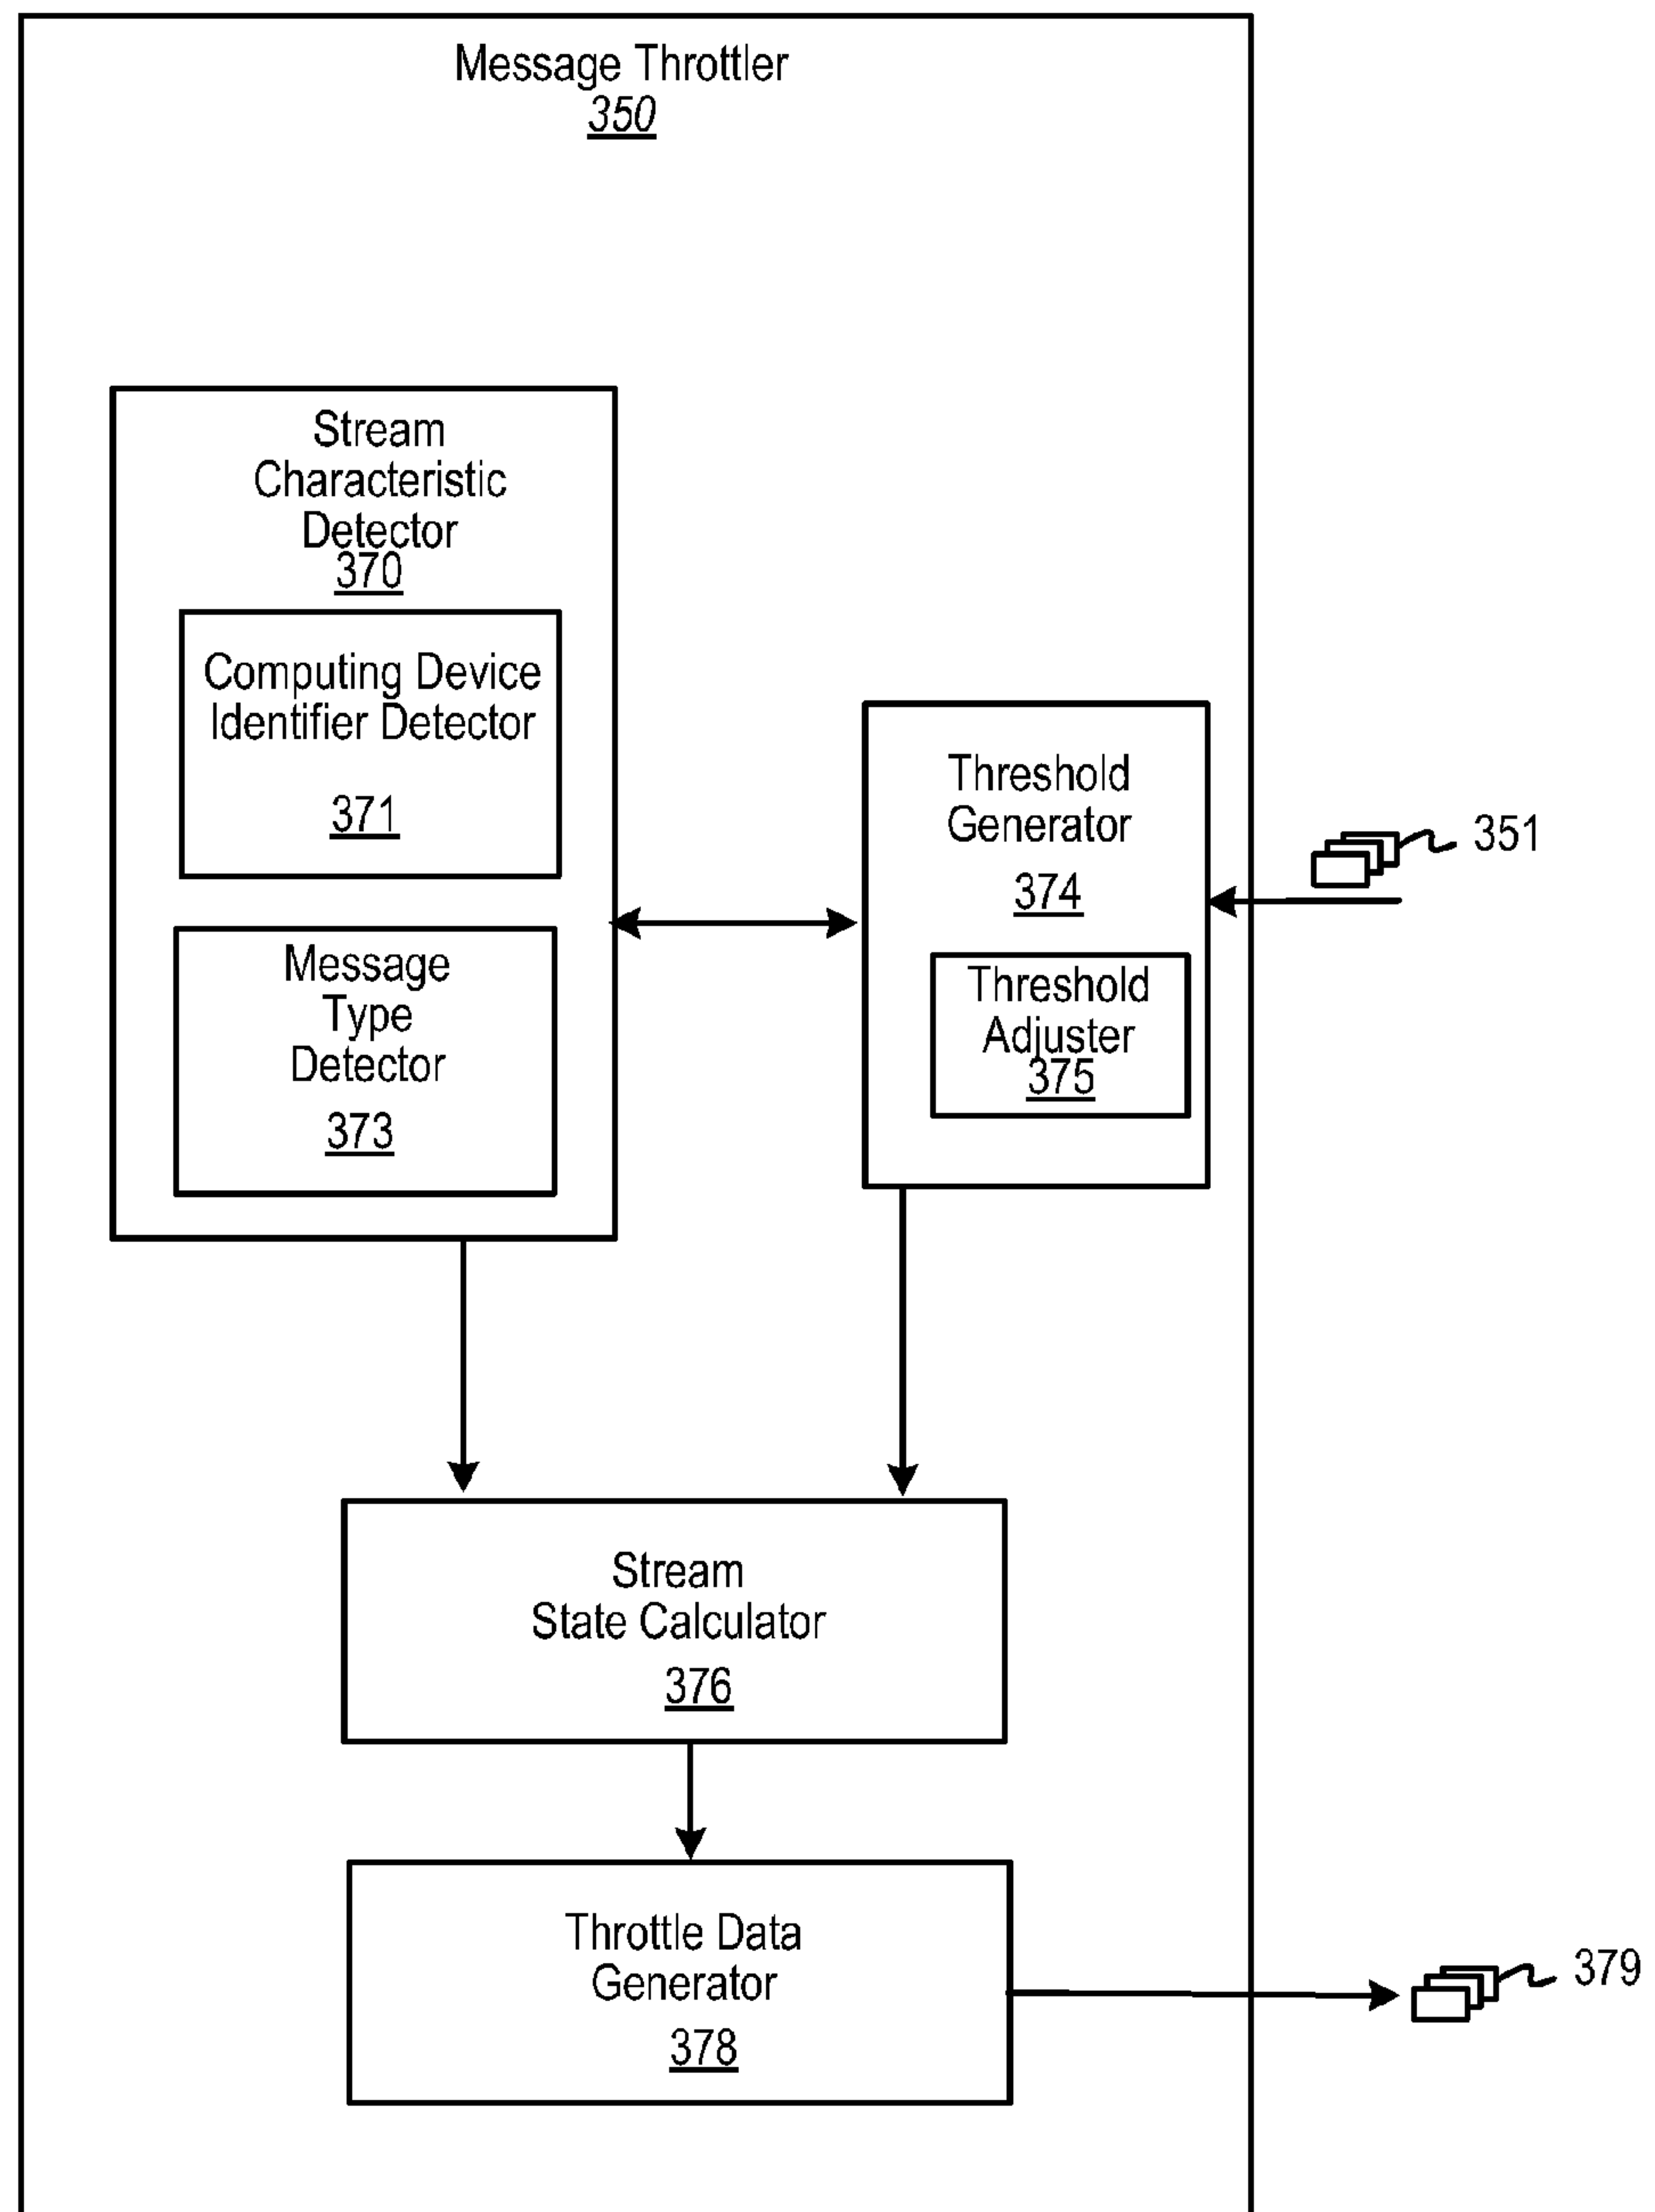 Message Throttler
350
Stream
Characteristic
Detector
370
Computing Device
Identifier Detector
371
Message
Type
Detector
373
Threshold
Generator
374
Threshold
Adjuster
375
351
Stream
State Calculator
376
Throttle Data
Generator
378
379